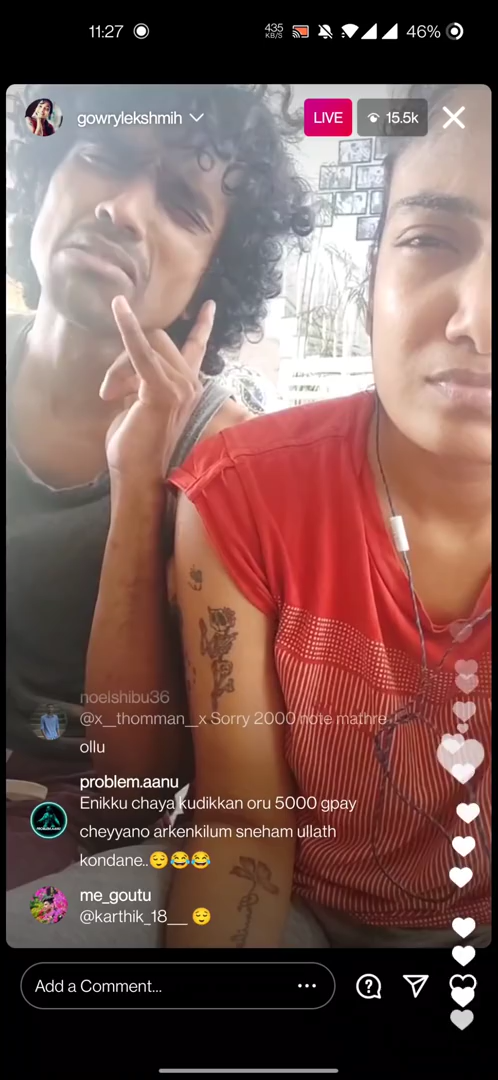 11:27
435
KB/S
46%
gowrylekshmih
LIVE
15.5k
noelshibu36
@x__thomman__x Sorry 2000 note mathre
ollu
problem.aanu
Enikku chaya kudikkan oru 5000 gpay
cheyyano arkenkilum sneham ullath
kondane..😌😂😂
me_goutu
@karthik_18___ 😌
Add a Comment...